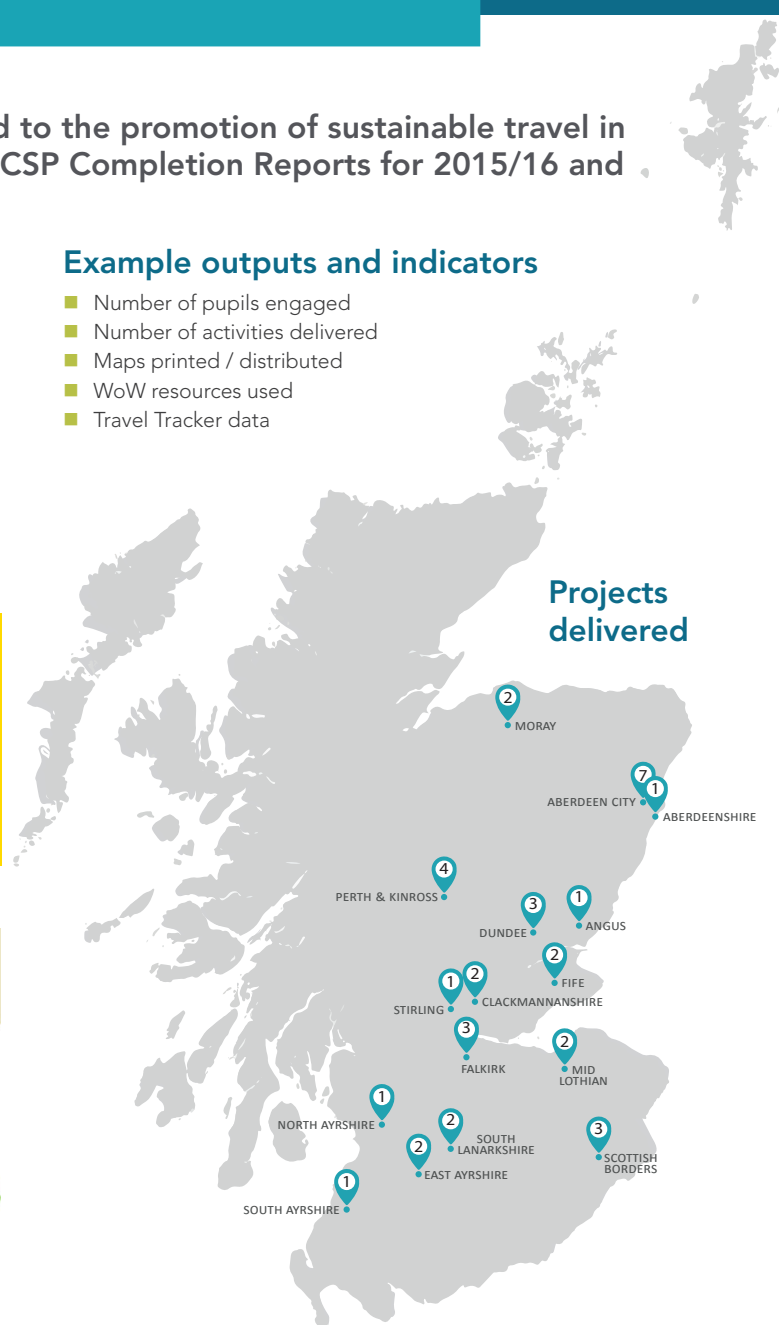 d to the promotion of sustainable travel in
CSP Completion Reports for 2015/16 and
Example outputs and indicators
Number of pupils engaged
Number of activities delivered
Maps printed / distributed
WoW resources used
Travel Tracker data
Projects
delivered
2
MORAY
7
ABERDEEN CITY
1
ABERDEENSHIRE
4
PERTH & KINROSS
3
DUNDEE
1
ANGUS
2
FIFE
1
STIRLING
2
CLACKMANNANSHIRE
3
FALKIRK
2
MID
LOTHIAN
1
NORTH AYRSHIRE
2
SOUTH
LANARKSHIRE
2
EAST AYRSHIRE
3
SCOTTISH
BORDERS
1
SOUTH AYRSHIRE